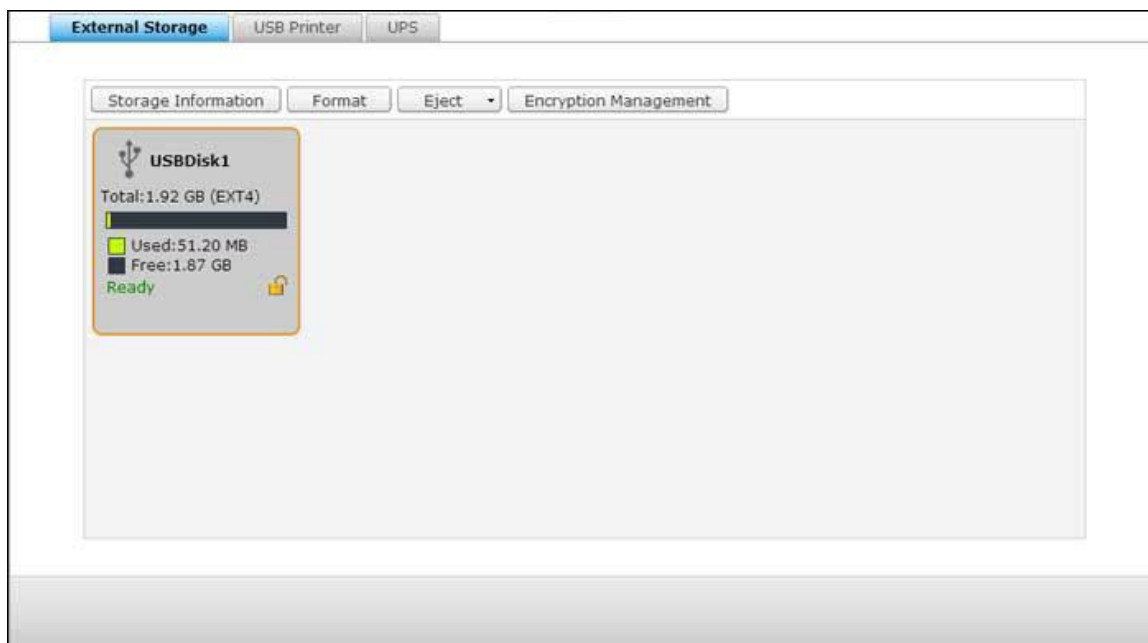 External Storage USB Printer UPS
Storage Information Format Eject Encryption Management
USBDisk1
Total:1.92 GB (EXT4)
Used:51.20 MB
Free:1.87 GB
Ready